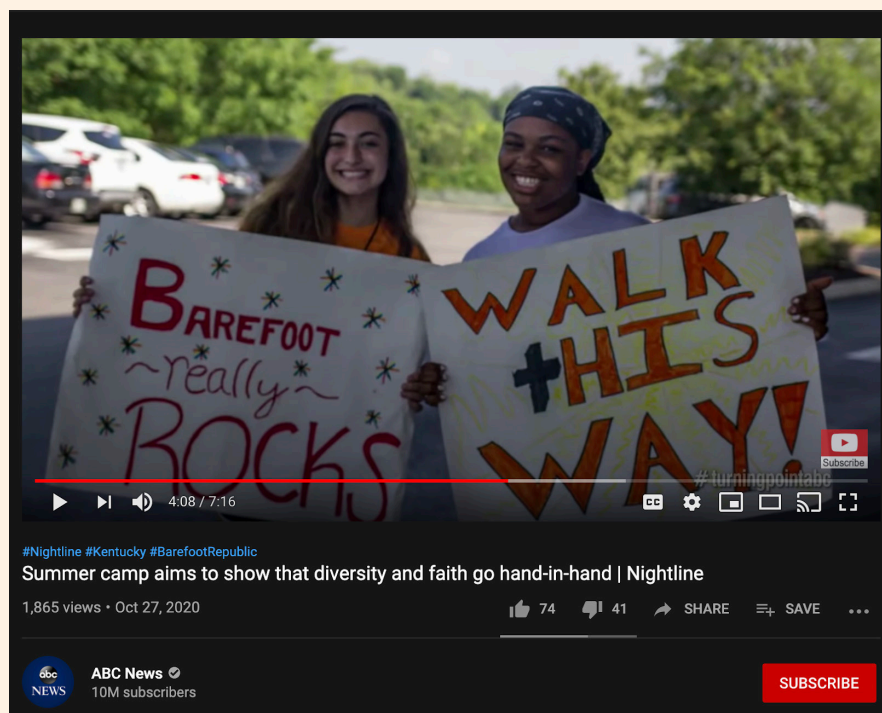 BAREFOOT
~really~
ROCKS
WALK
tHIS
WAY!
Subscribe
#turningpointabc
4:08 / 7:16
CC
#Nightline #Kentucky #BarefootRepublic
Summer camp aims to show that diversity and faith go hand-in-hand | Nightline
1,865 views • Oct 27, 2020
74 41 SHARE SAVE
abc
NEWS
ABC News
10M subscribers
SUBSCRIBE